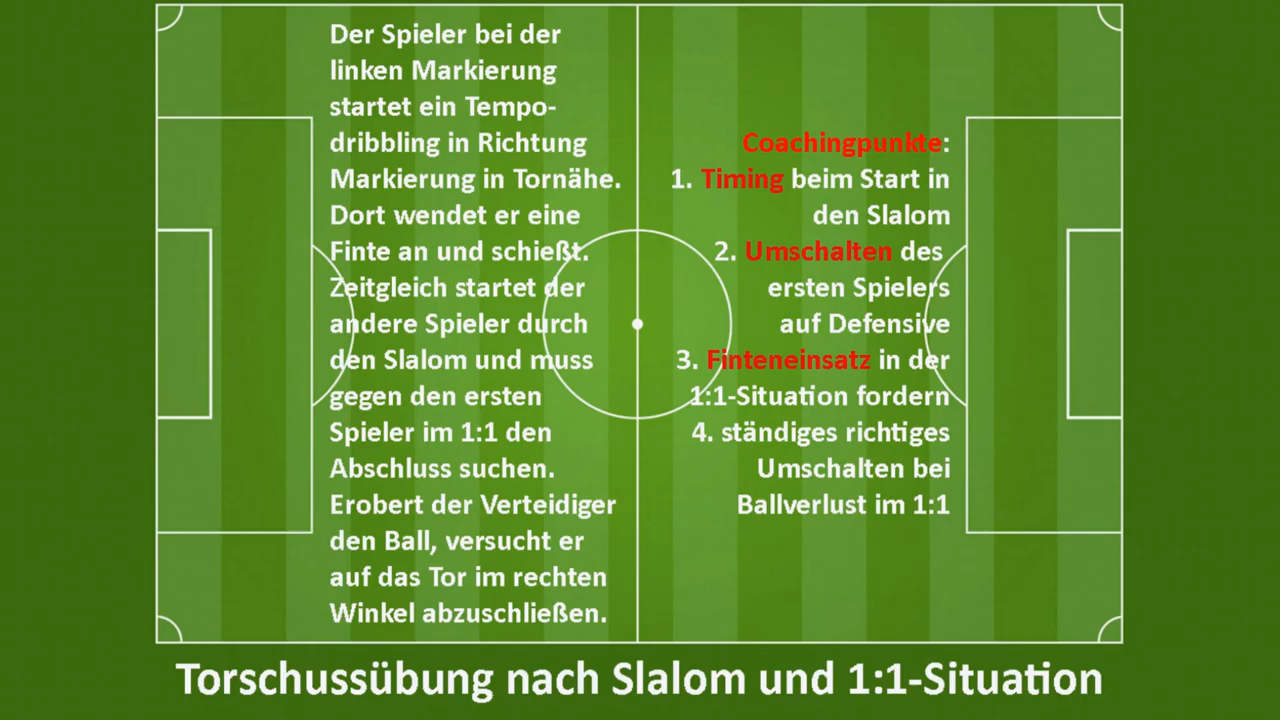 Der Spieler bei der
linken Markierung
startet ein Tempo-
dribbling in Richtung
Markierung in Tornähe.
Dort wendet er eine
Finte an und schießt.
Zeitgleich startet der
andere Spieler durch
den Slalom und muss
gegen den ersten
Spieler im 1:1 den
Abschluss suchen.
Erobert der Verteidiger
den Ball, versucht er
auf das Tor im rechten
Winkel abzuschließen.
Coachingpunkte:
1. Timing beim Start in
den Slalom
2. Umschalten des
ersten Spielers
auf Defensive
3. Finteneinsatz in der
1:1-Situation fordern
4. ständiges richtiges
Umschalten bei
Ballverlust im 1:1
Torschussübung nach Slalom und 1:1-Situation